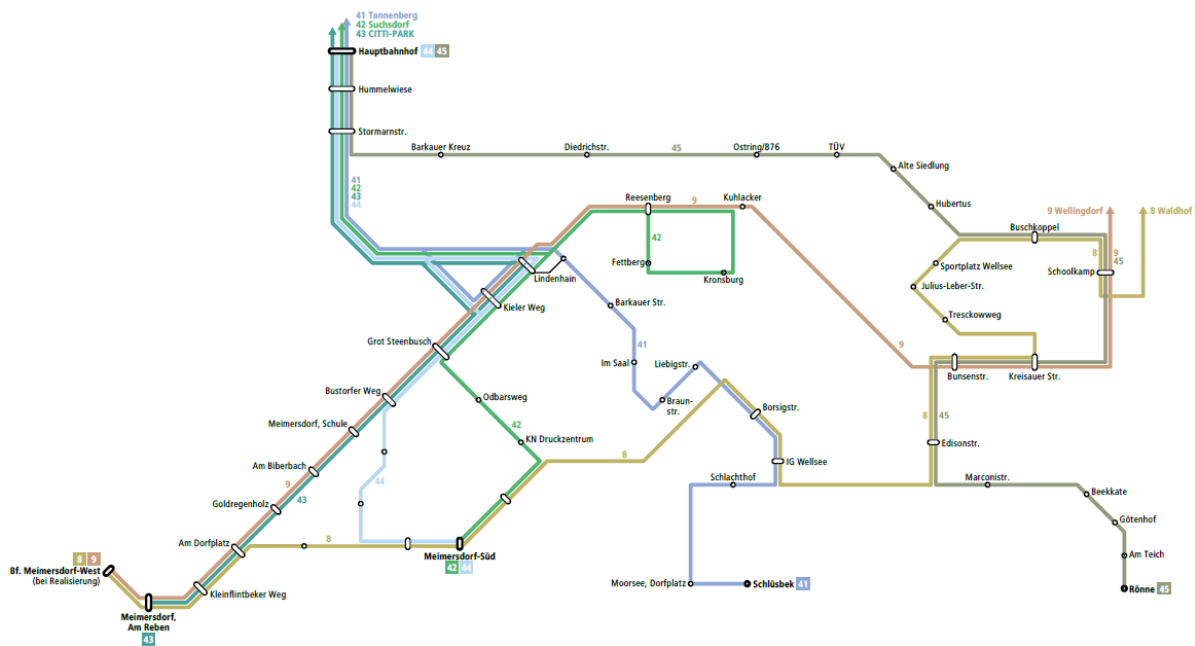 41 Tannenberg
42 Suchsdorf
43 CITTI-PARK
Hauptbahnhof 44 45
Hummelwiese
Stormarnstr.
Barkauer Kreuz
Diedrichstr.
45
Ostring/B76
TÜV
Alte Siedlung
Hubertus
41
42
43
44
Reesenberg
9
Kuhlacker
9 Wellingdorf
8 Waldhof
Buschkoppel
42
8
9
45
Fettberg
Kronsburg
Lindenhain
Sportplatz Wellsee
Schoolkamp
Julius-Leber-Str.
Kieler Weg
Barkauer Str.
Tresckowweg
Grot Steenbusch
41
9
Im Saal
Liebigstr.
Bunsenstr.
Kreisauer Str.
Bustorfer Weg
Odbarsweg
Braun-
str.
Borsigstr.
8
45
Meimersdorf, Schule
42
KN Druckzentrum
8
Edisonstr.
Am Biberbach
IG Wellsee
9
43
44
Schlachthof
Marconistr.
Beekkate
Goldregenholz
Götenhof
Am Dorfplatz
8
Meimersdorf-Süd
42 44
Am Teich
8 9
Bf. Meimersdorf-West
(bei Realisierung)
Kleinflintbeker Weg
Moorsee, Dorfplatz
Schlüsbek 41
Rönne 45
Meimersdorf,
Am Reben
43